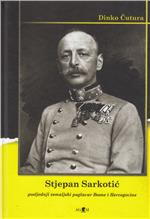 Dinko Čutura
Stjepan Sarkotić
posljednji zemaljski poglavar Bosne i Hercegovine